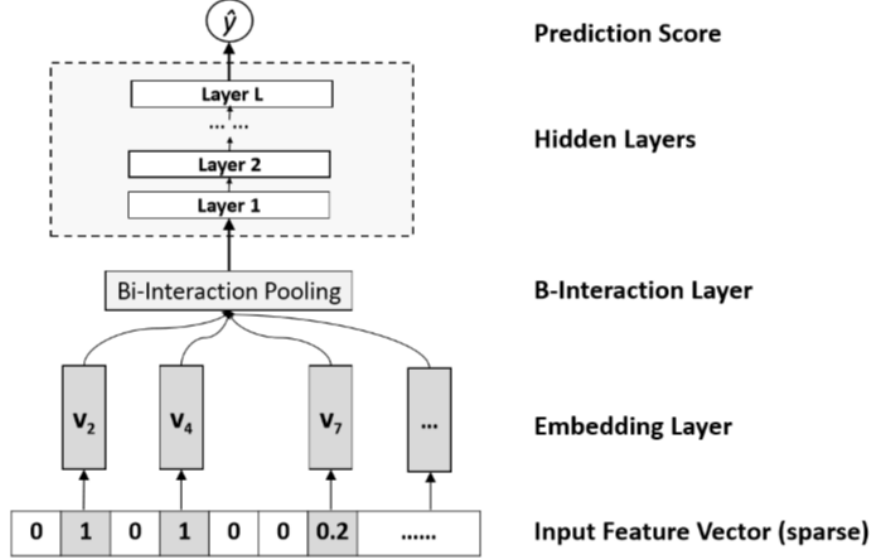 ŷ
Prediction Score
Layer L
... ...
Hidden Layers
Layer 2
Layer 1
Bi-Interaction Pooling
B-Interaction Layer
V₂ V₄ V₇ ...
Embedding Layer
0 1 0 1 0 0 0.2 ......
Input Feature Vector (sparse)